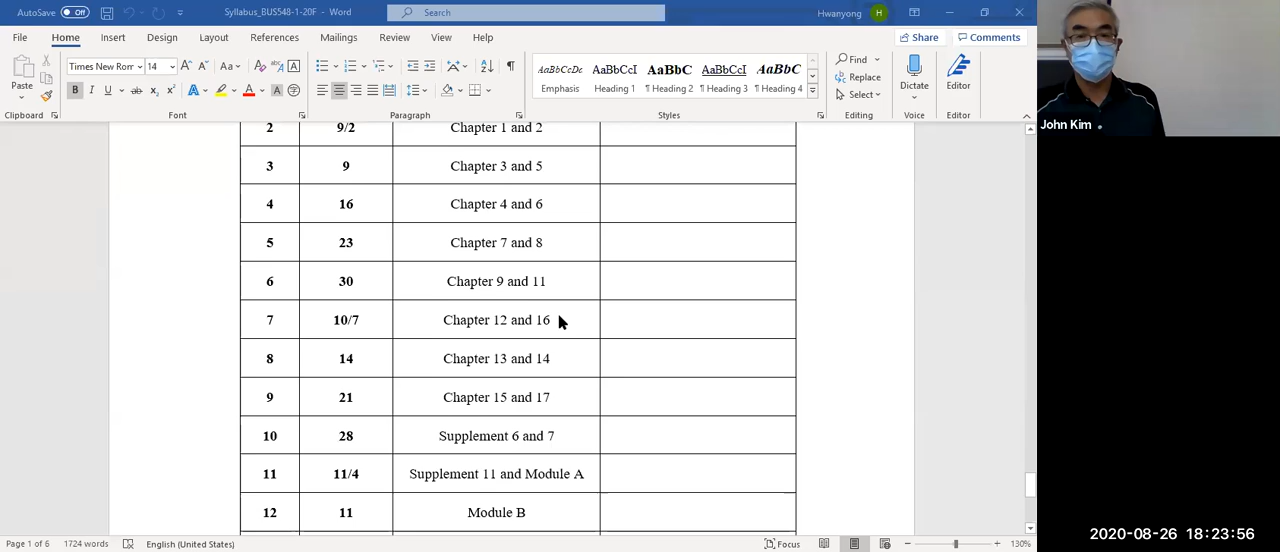 AutoSave Off Syllabus_BUS548-1-20F - Word Search Hwanyong H
File Home Insert Design Layout References Mailings Review View Help Share Comments
Times New Rorr 14 Aa
Paste B I U ab x₂ x² A A A
AaBbCcDc AaBbCcI AaBbC AaBbCcI AaBbC
Emphasis Heading 1 ¶ Heading 2 ¶ Heading 3 ¶ Heading 4
Find
Replace
Select
Dictate Editor
Clipboard Font Paragraph Styles Editing Voice Editor
John Kim
2 9/2 Chapter 1 and 2
3 9 Chapter 3 and 5
4 16 Chapter 4 and 6
5 23 Chapter 7 and 8
6 30 Chapter 9 and 11
7 10/7 Chapter 12 and 16
8 14 Chapter 13 and 14
9 21 Chapter 15 and 17
10 28 Supplement 6 and 7
11 11/4 Supplement 11 and Module A
12 11 Module B
2020-08-26 18:23:56
Page 1 of 6 1724 words English (United States) Focus 130%